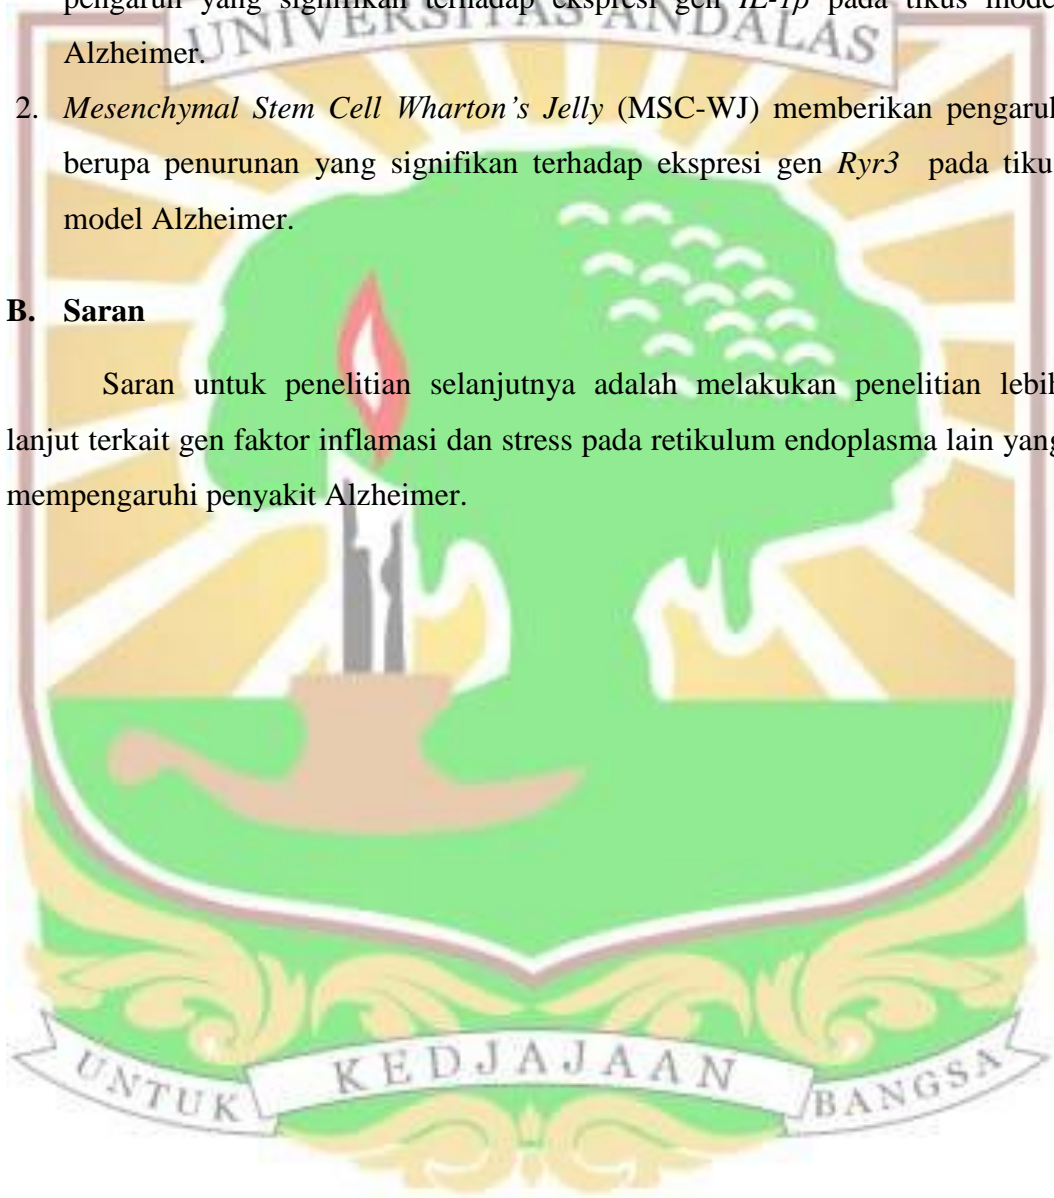 pengaruh yang signifikan terhadap ekspresi gen IL-1β pada tikus model
UNIVERSITAS ANDALAS
Alzheimer.
2. Mesenchymal Stem Cell Wharton's Jelly (MSC-WJ) memberikan pengaruh
berupa penurunan yang signifikan terhadap ekspresi gen Ryr3 pada tiku
model Alzheimer.
B. Saran
Saran untuk penelitian selanjutnya adalah melakukan penelitian lebih
lanjut terkait gen faktor inflamasi dan stress pada retikulum endoplasma lain yang
mempengaruhi penyakit Alzheimer.
UNTUK KEDJAJAAN BANGSA